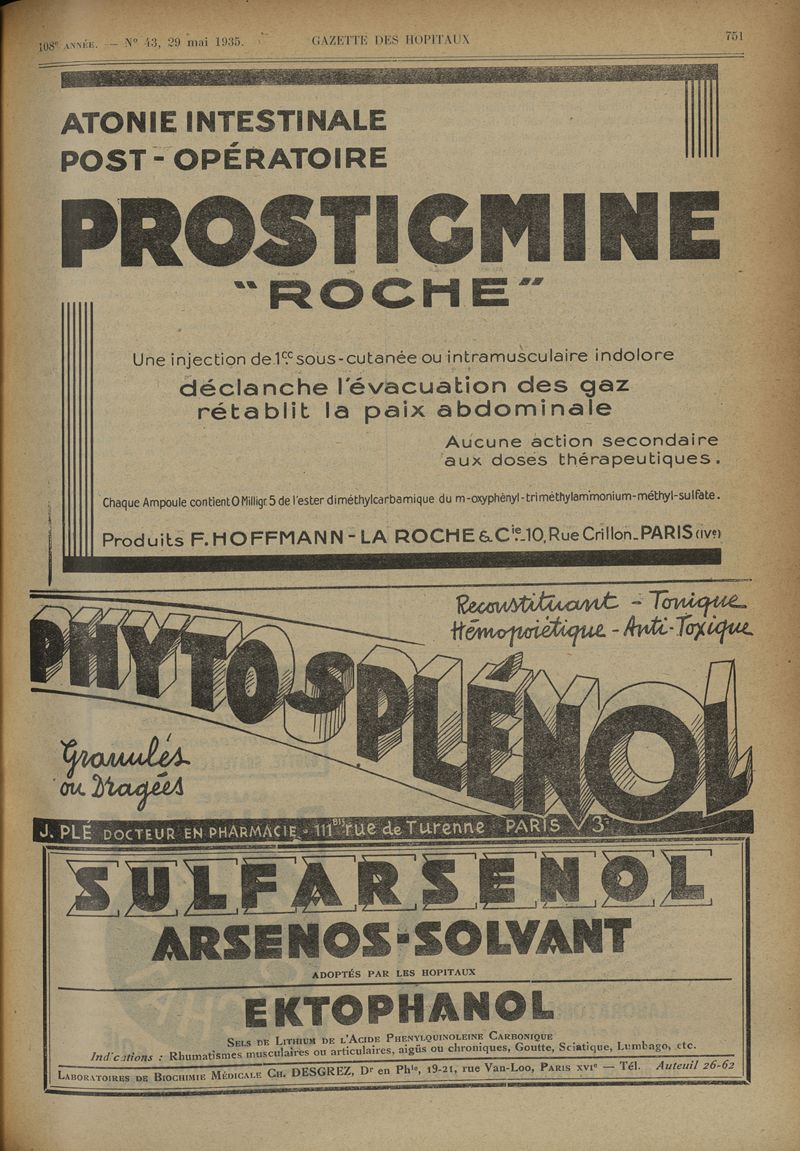 108e ANNÉE. — N° 43, 29 mai 1935. GAZETTE DES HOPITAUX 751
ATONIE INTESTINALE
POST-OPÉRATOIRE
PROSTIGMINE
"ROCHE"
Une injection de 1cc sous-cutanée ou intramusculaire indolore
déclanche l'évacuation des gaz
rétablit la paix abdominale
Aucune action secondaire
aux doses thérapeutiques.
Chaque Ampoule contient 0 Milligr. 5 de l'ester diméthylcarbamique du m-oxyphényl-triméthylammonium-méthyl-sulfate.
Produits F. HOFFMANN-LA ROCHE & Cie. 10, Rue Crillon. PARIS (IVe)
Reconstituant - Tonique
Hémopoiétique - Anti-Toxique
PHYTOSPLÉNOL
Granulés
ou Dragées
J. PLÉ DOCTEUR EN PHARMACIE - 111BIS rue de Turenne PARIS 3e
SULFARSENOL
ARSENOS-SOLVANT
ADOPTÉS PAR LES HOPITAUX
EKTOPHANOL
SELS DE LITHIUM DE L'ACIDE PHENYLQUINOLEINE CARBONIQUE
Indications : Rhumatismes musculaires ou articulaires, aigüs ou chroniques, Goutte, Sciatique, Lumbago, etc.
LABORATOIRES DE BIOCHIMIE MÉDICALE CH. DESGREZ, Dr en Phie, 19-21, rue Van-Loo, PARIS XVIe — Tél. Auteuil 26-62